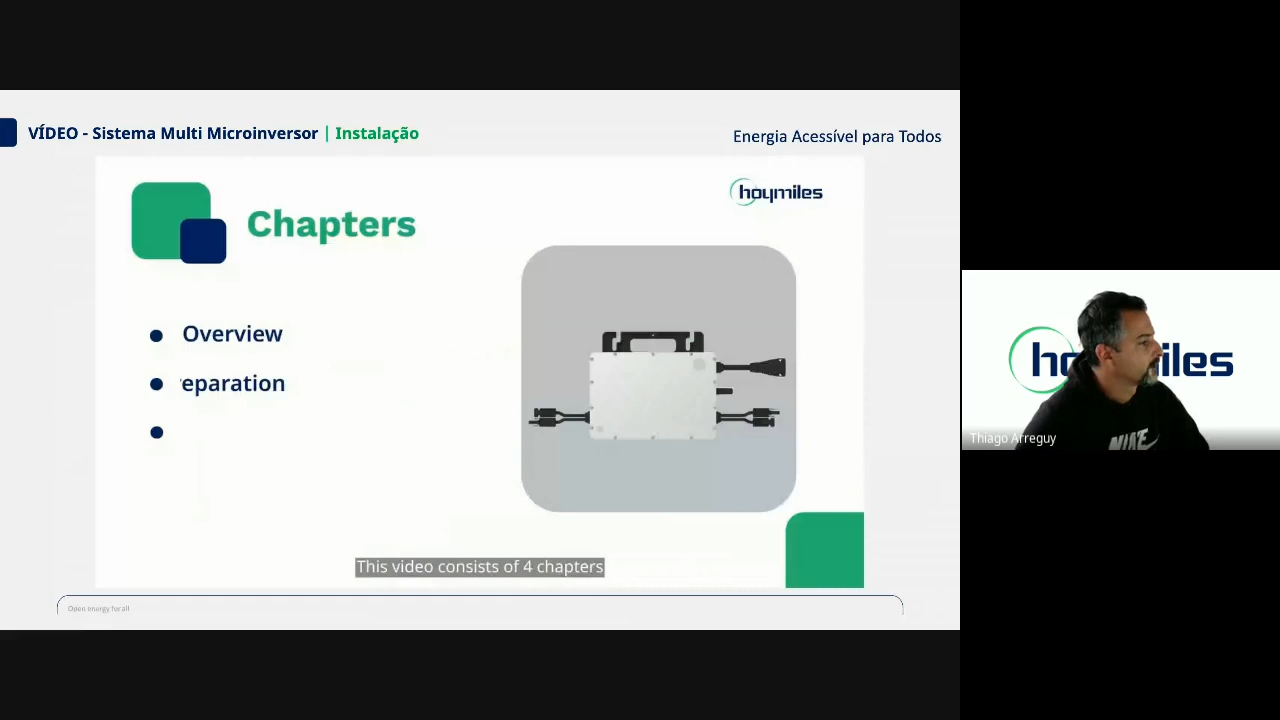 VÍDEO - Sistema Multi Microinversor | Instalação
Energia Acessível para Todos
hoymiles
Chapters
Overview
eparation
This video consists of 4 chapters
Open energy for all
Thiago Arreguy
NIKE